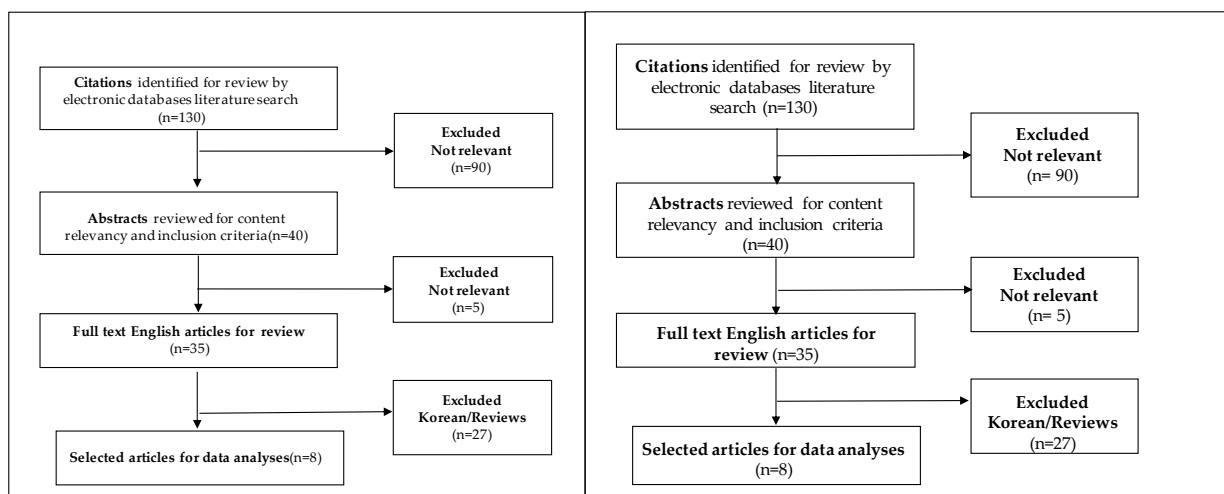 Citations identified for review by
electronic databases literature search
(n=130)
Excluded
Not relevant
(n=90)
Abstracts reviewed for content
relevancy and inclusion criteria(n=40)
Excluded
Not relevant
(n=5)
Full text English articles for review
(n=35)
Excluded
Korean/Reviews
(n=27)
Selected articles for data analyses(n=8)
Citations identified for review by
electronic databases literature
search (n=130)
Excluded
Not relevant
(n= 90)
Abstracts reviewed for content
relevancy and inclusion criteria
(n=40)
Excluded
Not relevant
(n= 5)
Full text English articles for
review (n=35)
Excluded
Korean/Reviews
(n=27)
Selected articles for data analyses
(n=8)